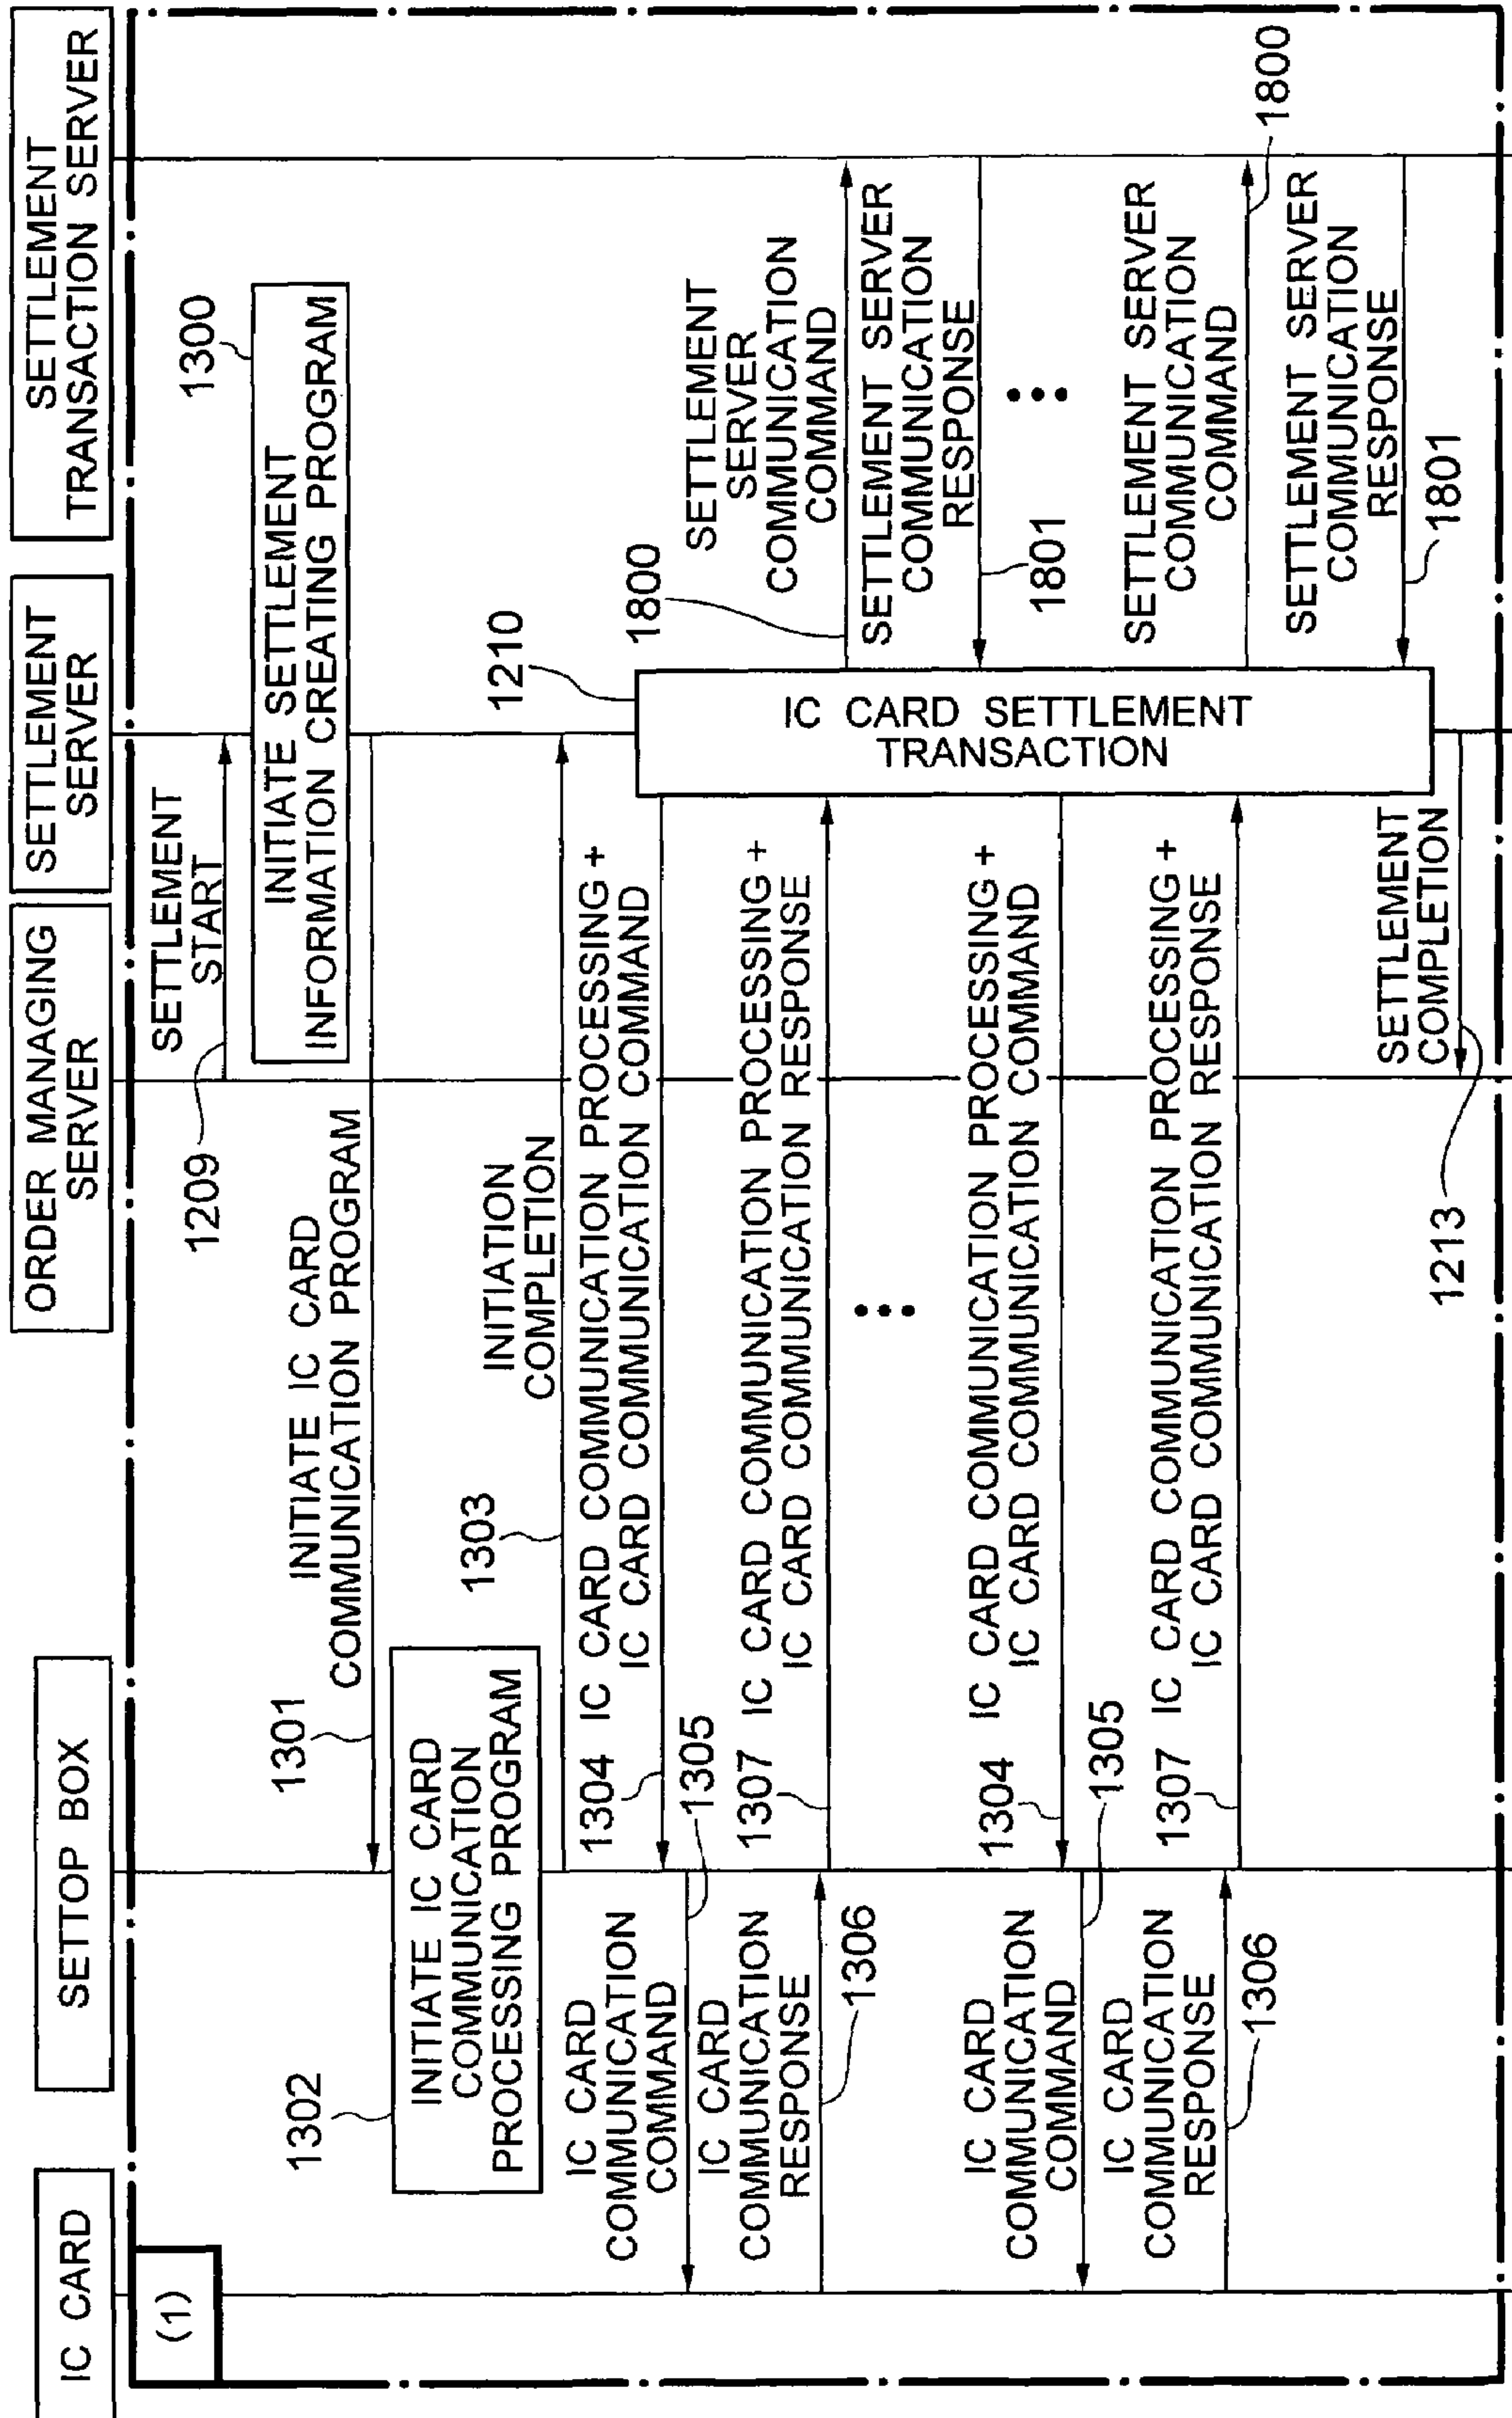 IC CARD
SETTOP BOX
ORDER MANAGING
SERVER
SETTLEMENT
SERVER
SETTLEMENT
TRANSACTION SERVER
(1)
SETTLEMENT
START
1209
1300
INITIATE SETTLEMENT
INFORMATION CREATING PROGRAM
INITIATE IC CARD
COMMUNICATION PROGRAM
1301
1302
INITIATE IC CARD
COMMUNICATION
PROCESSING PROGRAM
INITIATION
COMPLETION
1303
1210
IC CARD SETTLEMENT
TRANSACTION
1304
IC CARD COMMUNICATION PROCESSING +
IC CARD COMMUNICATION COMMAND
IC CARD
COMMUNICATION
COMMAND
1305
IC CARD
COMMUNICATION
RESPONSE
1306
1307
IC CARD COMMUNICATION PROCESSING +
IC CARD COMMUNICATION RESPONSE
1800
SETTLEMENT
SERVER
COMMUNICATION
COMMAND
SETTLEMENT SERVER
COMMUNICATION
RESPONSE
1801
1304
IC CARD COMMUNICATION PROCESSING +
IC CARD COMMUNICATION COMMAND
IC CARD
COMMUNICATION
COMMAND
1305
IC CARD
COMMUNICATION
RESPONSE
1306
1307
IC CARD COMMUNICATION PROCESSING +
IC CARD COMMUNICATION RESPONSE
SETTLEMENT SERVER
COMMUNICATION
COMMAND
1800
SETTLEMENT SERVER
COMMUNICATION
RESPONSE
1801
SETTLEMENT
COMPLETION
1213